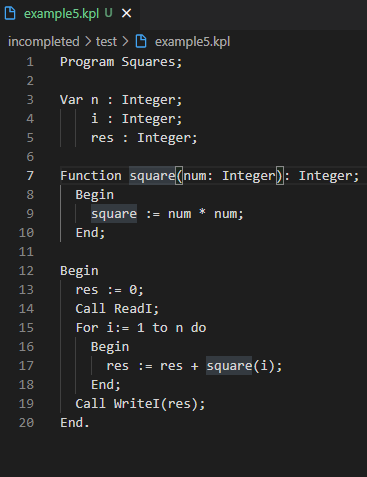 example5.kpl U ×
incompleted > test > example5.kpl
1 Program Squares;
2
3 Var n : Integer;
4 i : Integer;
5 res : Integer;
6
7 Function square(num: Integer): Integer;
8 Begin
9 square := num * num;
10 End;
11
12 Begin
13 res := 0;
14 Call ReadI;
15 For i:= 1 to n do
16 Begin
17 res := res + square(i);
18 End;
19 Call WriteI(res);
20 End.